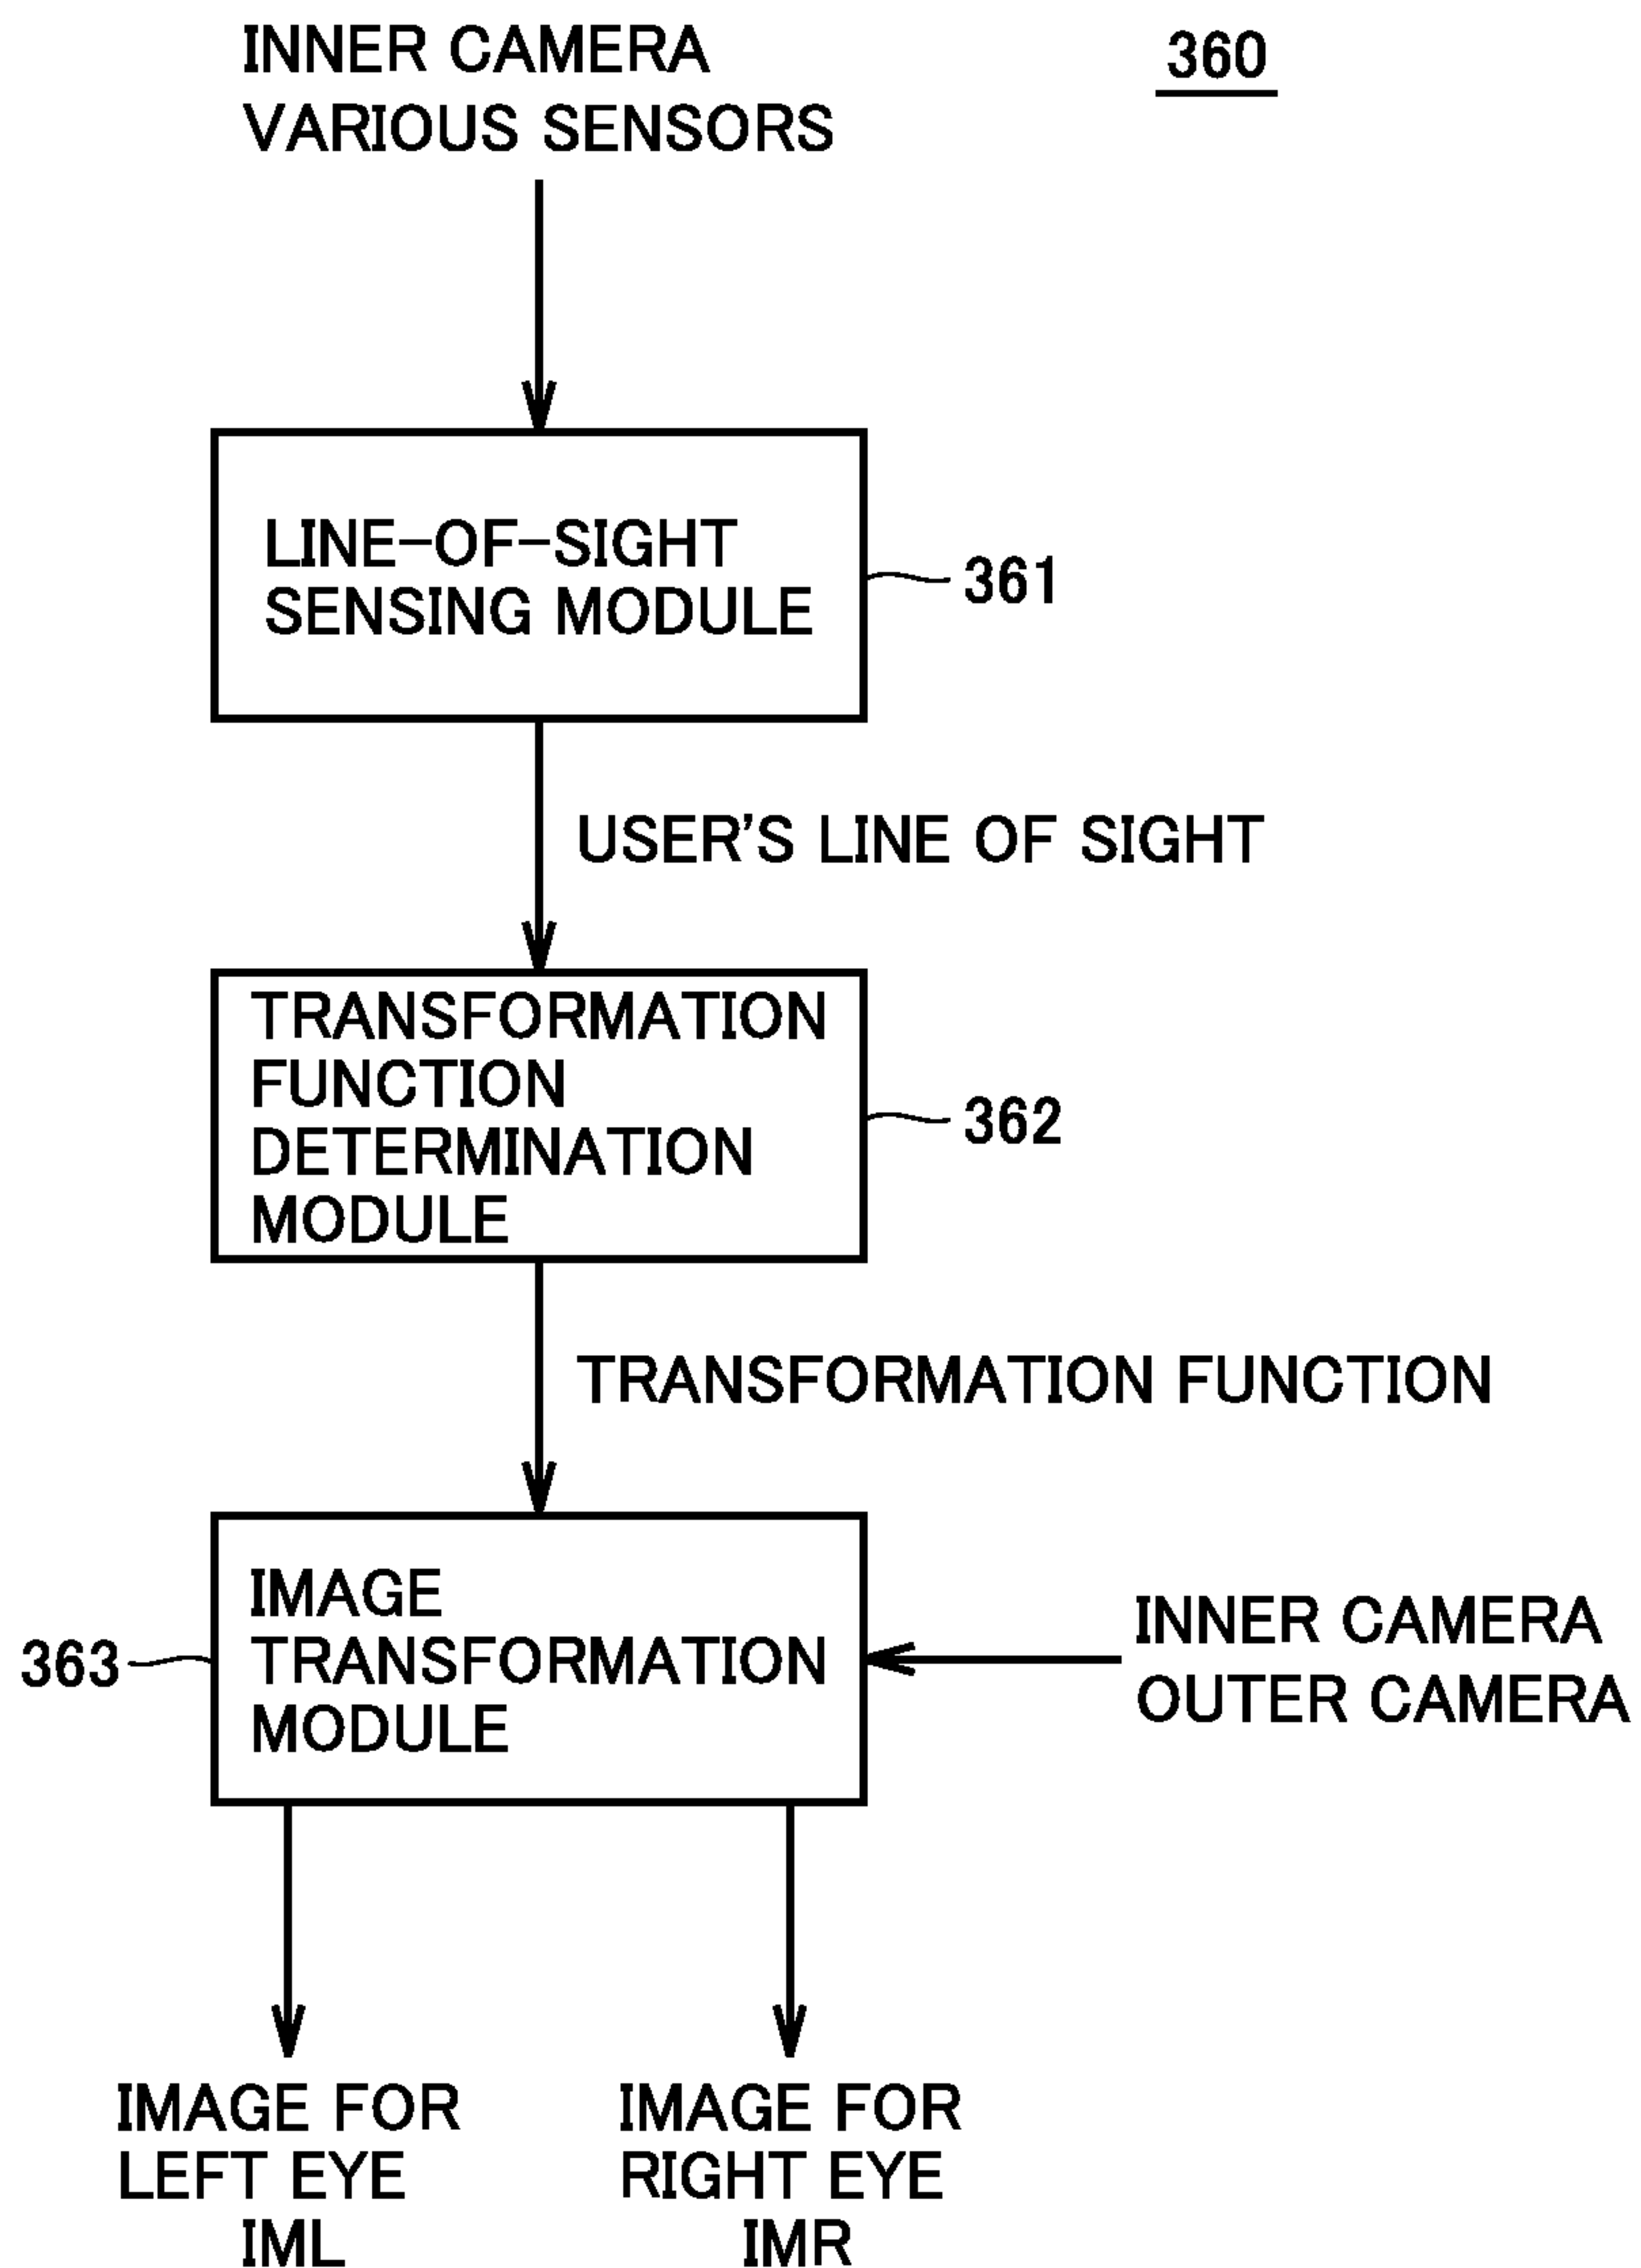 INNER CAMERA
VARIOUS SENSORS
360
LINE-OF-SIGHT
SENSING MODULE
361
USER'S LINE OF SIGHT
TRANSFORMATION
FUNCTION
DETERMINATION
MODULE
362
TRANSFORMATION FUNCTION
IMAGE
TRANSFORMATION
MODULE
363
INNER CAMERA
OUTER CAMERA
IMAGE FOR
LEFT EYE
IML
IMAGE FOR
RIGHT EYE
IMR